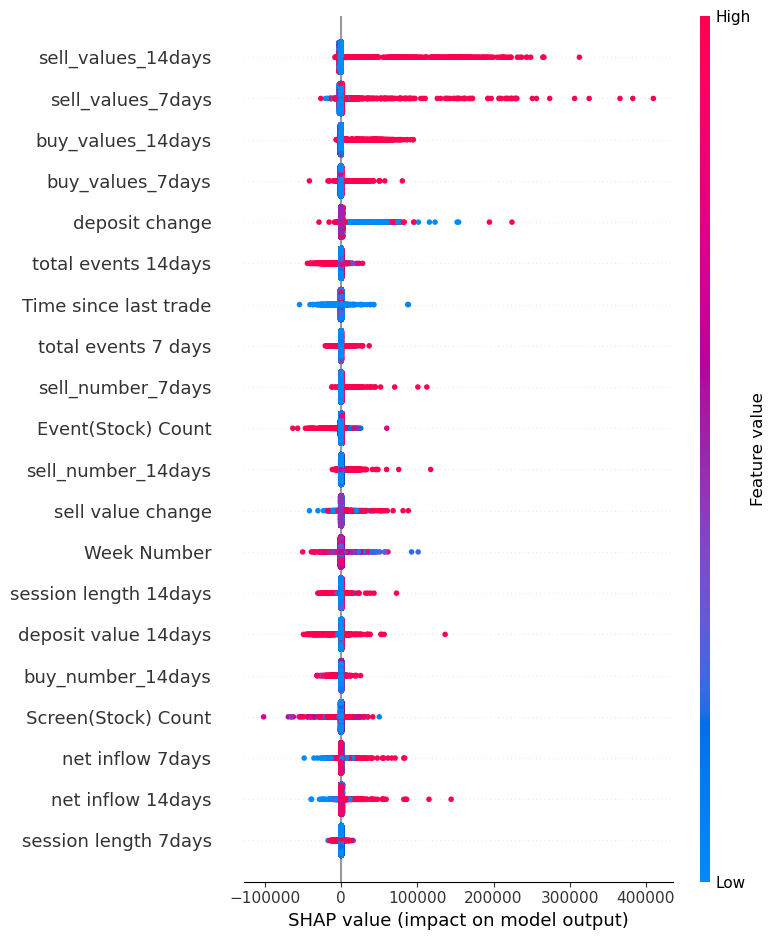 High
sell_values_14days
sell_values_7days
buy_values_14days
buy_values_7days
deposit change
total events 14days
Time since last trade
total events 7 days
sell_number_7days
Event(Stock) Count
sell_number_14days
sell value change
Week Number
session length 14days
deposit value 14days
buy_number_14days
Screen(Stock) Count
net inflow 7days
net inflow 14days
session length 7days
Feature value
Low
−100000 0 100000 200000 300000 400000
SHAP value (impact on model output)